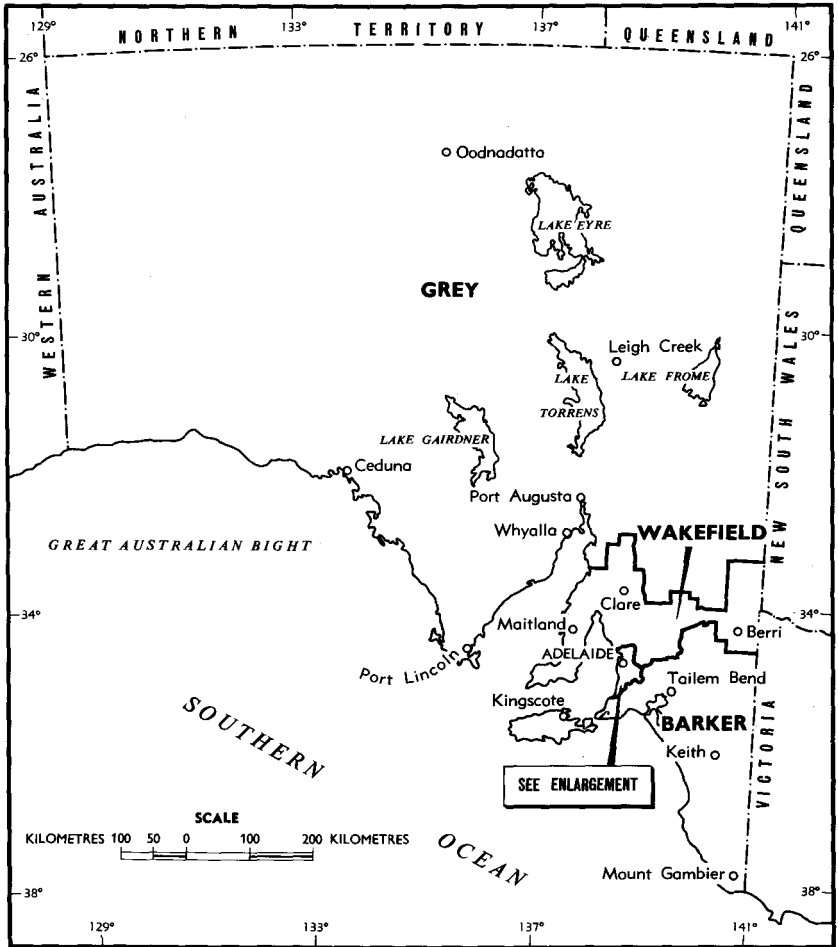 129°
133°
137°
141°
NORTHERN TERRITORY
QUEENSLAND
26°
26°
WESTERN AUSTRALIA
QUEENSLAND
Oodnadatta
LAKE EYRE
GREY
30°
30°
Leigh Creek
LAKE FROME
LAKE
TORRENS
NEW SOUTH WALES
LAKE GAIRDNER
Ceduna
Port Augusta
Whyalla
WAKEFIELD
GREAT AUSTRALIAN BIGHT
Clare
34°
34°
Maitland
Berri
ADELAIDE
Port Lincoln
Tailem Bend
Kingscote
BARKER
SOUTHERN
Keith
VICTORIA
SEE ENLARGEMENT
SCALE
KILOMETRES 100 50 0 100 200 KILOMETRES
OCEAN
Mount Gambier
38°
38°
129°
133°
137°
141°